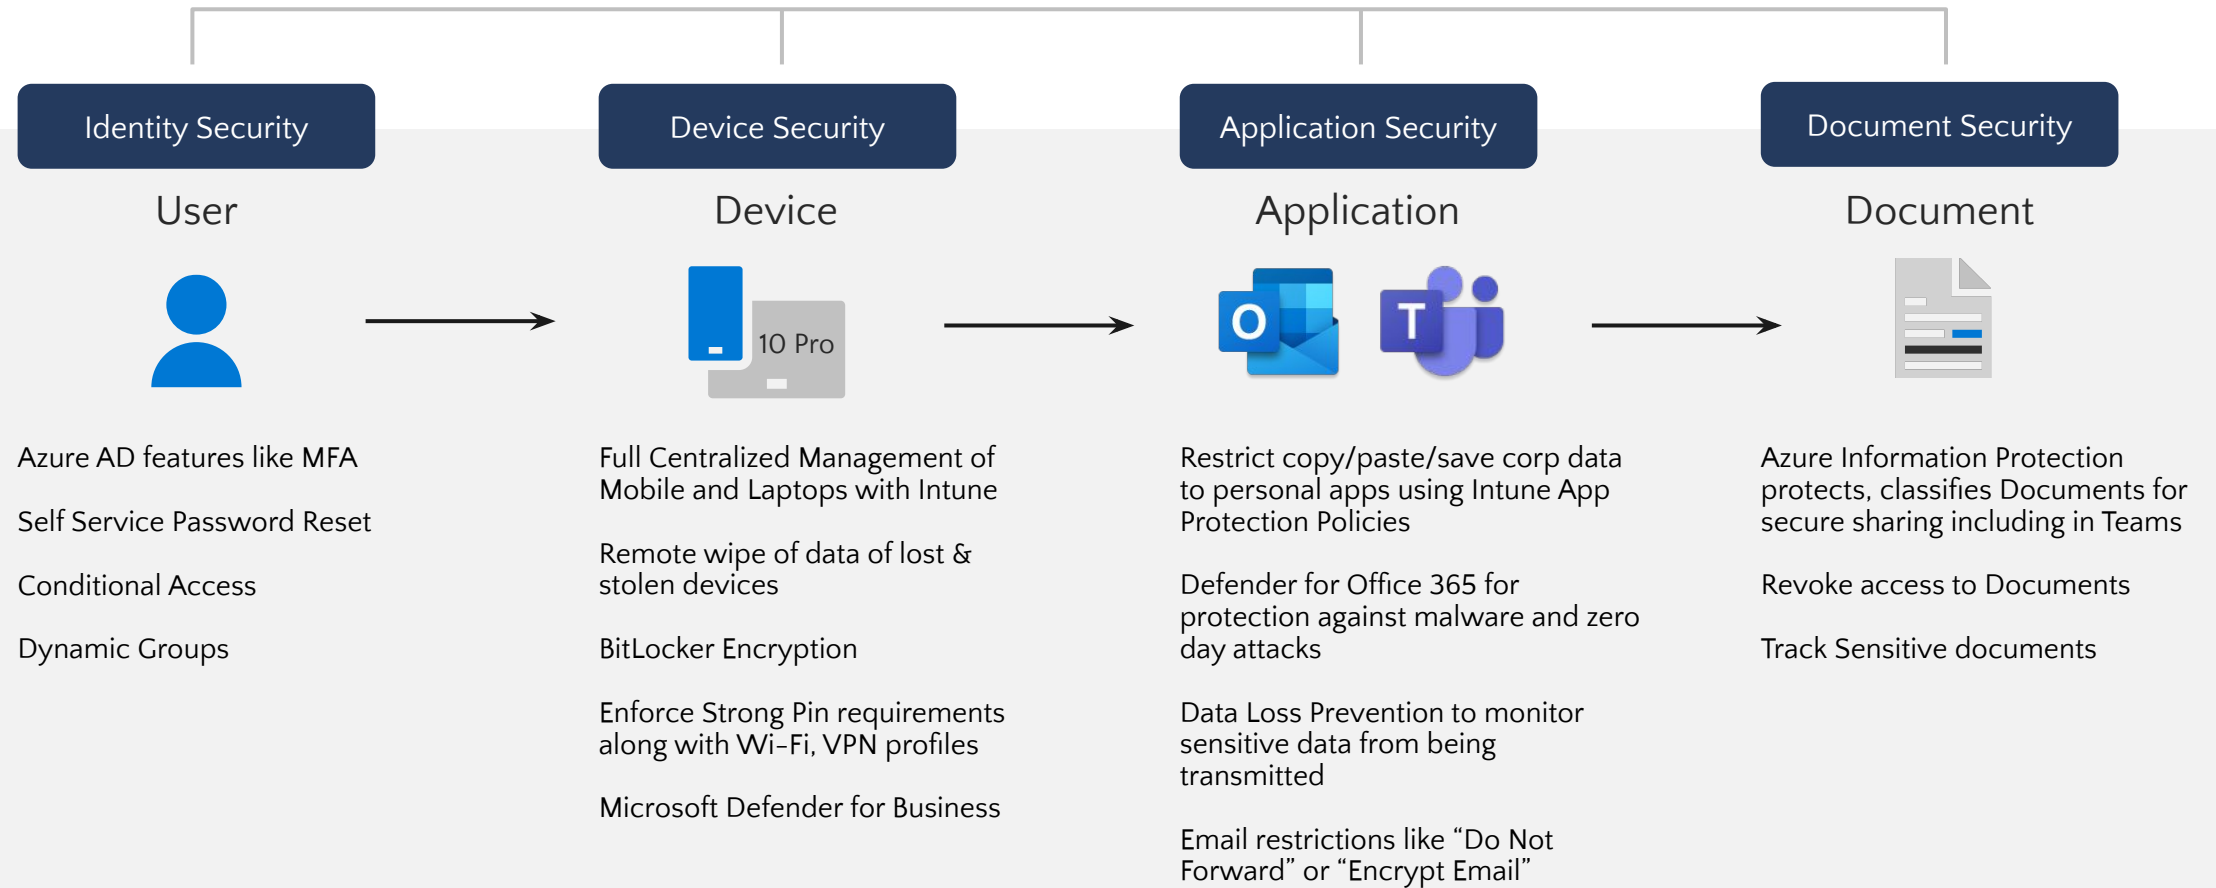 Identity Security
Device Security
Application Security
Document Security
User
Device
Application
Document
10 Pro
O
T
Azure AD features like MFA
Self Service Password Reset
Conditional Access
Dynamic Groups
Full Centralized Management of
Mobile and Laptops with Intune
Remote wipe of data of lost &
stolen devices
BitLocker Encryption
Enforce Strong Pin requirements
along with Wi-Fi, VPN profiles
Microsoft Defender for Business
Restrict copy/paste/save corp data
to personal apps using Intune App
Protection Policies
Defender for Office 365 for
protection against malware and zero
day attacks
Data Loss Prevention to monitor
sensitive data from being
transmitted
Email restrictions like “Do Not
Forward” or “Encrypt Email”
Azure Information Protection
protects, classifies Documents for
secure sharing including in Teams
Revoke access to Documents
Track Sensitive documents